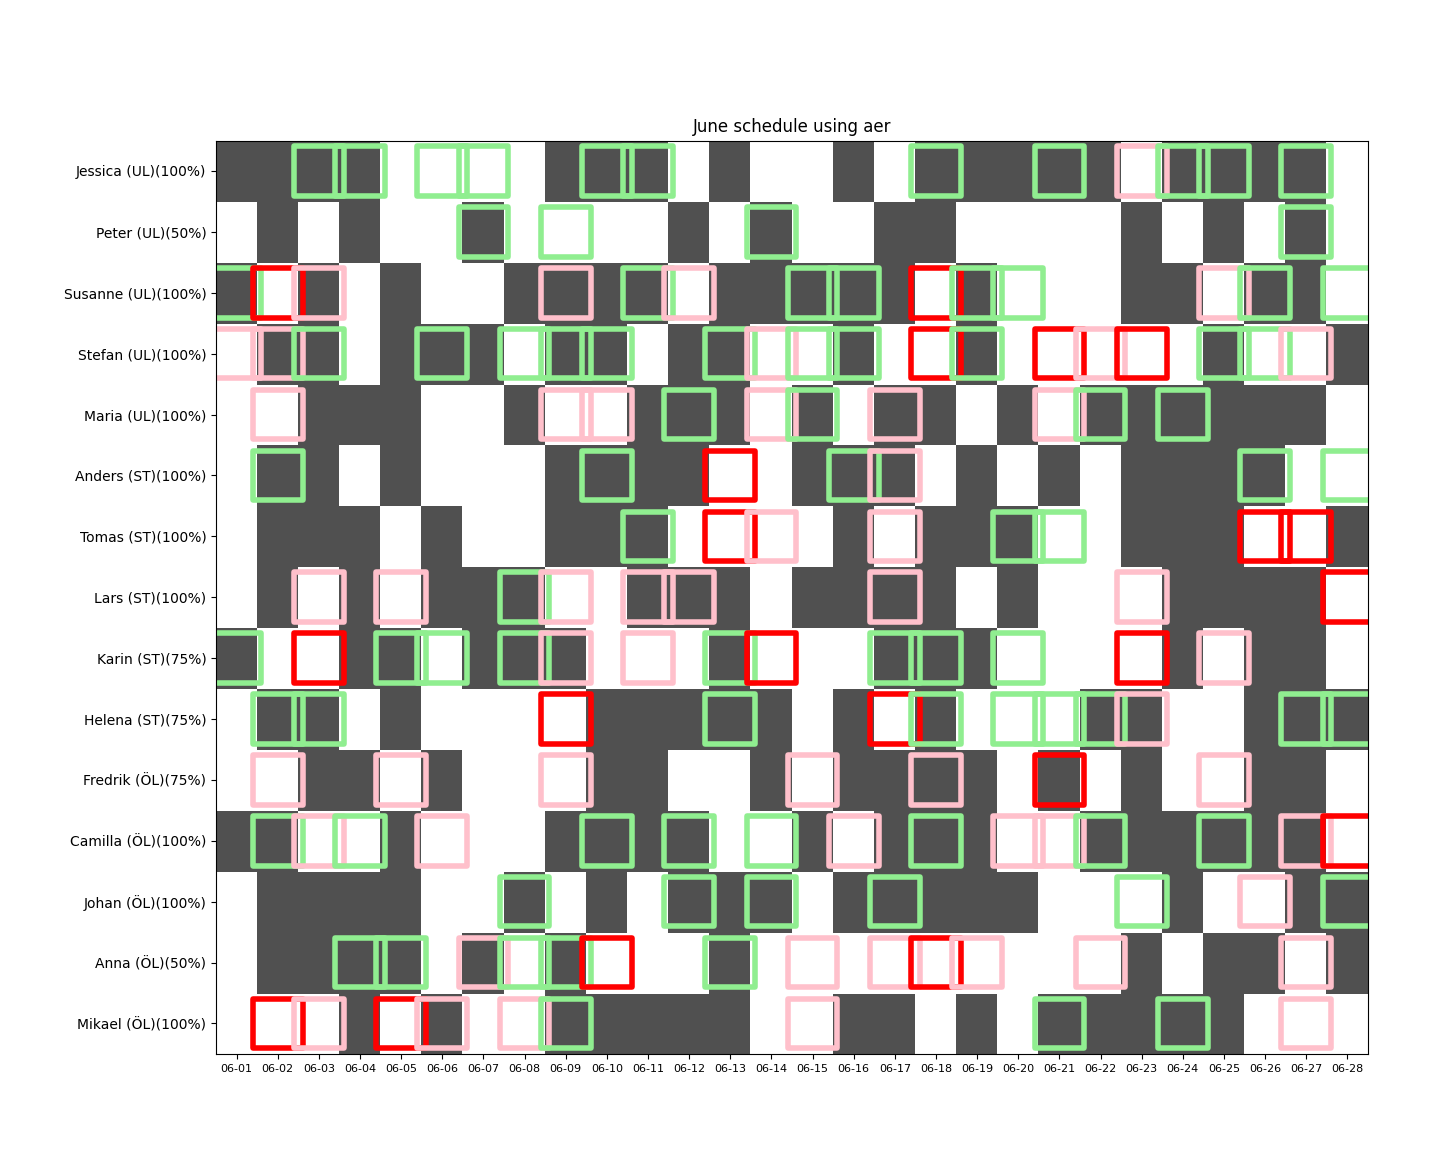 June schedule using aer
Jessica (UL)(100%)
Peter (UL)(50%)
Susanne (UL)(100%)
Stefan (UL)(100%)
Maria (UL)(100%)
Anders (ST)(100%)
Tomas (ST)(100%)
Lars (ST)(100%)
Karin (ST)(75%)
Helena (ST)(75%)
Fredrik (ÖL)(75%)
Camilla (ÖL)(100%)
Johan (ÖL)(100%)
Anna (ÖL)(50%)
Mikael (ÖL)(100%)
06-01 06-02 06-03 06-04 06-05 06-06 06-07 06-08 06-09 06-10 06-11 06-12 06-13 06-14 06-15 06-16 06-17 06-18 06-19 06-20 06-21 06-22 06-23 06-24 06-25 06-26 06-27 06-28